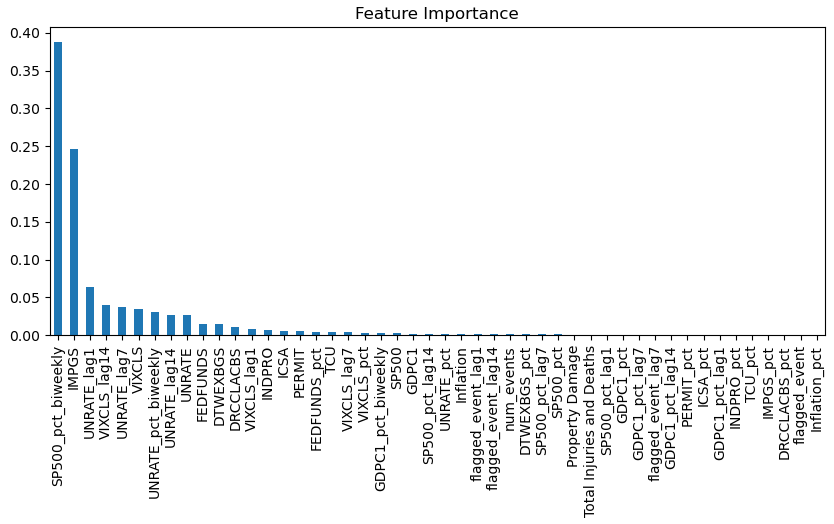 Feature Importance
0.40
0.35
0.30
0.25
0.20
0.15
0.10
0.05
0.00
SP500_pct_biweekly
IMPGS
UNRATE_lag1
VIXCLS_lag14
UNRATE_lag7
VIXCLS
UNRATE_pct_biweekly
UNRATE_lag14
UNRATE
FEDFUNDS
DTWEXBGS
DRCCLACBS
VIXCLS_lag1
INDPRO
ICSA
PERMIT
FEDFUNDS_pct
TCU
VIXCLS_lag7
VIXCLS_pct
GDPC1_pct_biweekly
SP500
GDPC1
SP500_pct_lag14
UNRATE_pct
Inflation
flagged_event_lag1
flagged_event_lag14
num_events
DTWEXBGS_pct
SP500_pct_lag7
SP500_pct
Property Damage
Total Injuries and Deaths
SP500_pct_lag1
GDPC1_pct
GDPC1_pct_lag7
flagged_event_lag7
GDPC1_pct_lag14
PERMIT_pct
ICSA_pct
GDPC1_pct_lag1
INDPRO_pct
TCU_pct
IMPGS_pct
DRCCLACBS_pct
flagged_event
Inflation_pct